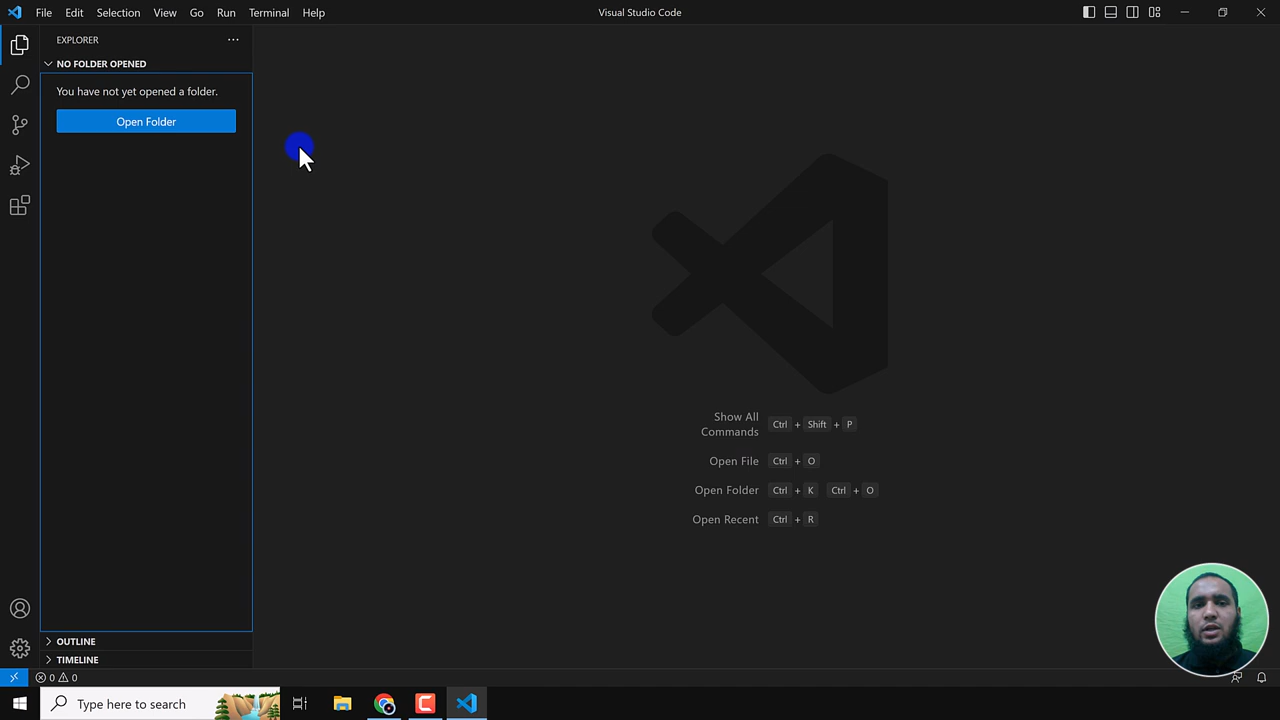 File Edit Selection View Go Run Terminal Help
Visual Studio Code
EXPLORER
NO FOLDER OPENED
You have not yet opened a folder.
Open Folder
Show All
Commands
Ctrl + Shift + P
Open File Ctrl + O
Open Folder Ctrl + K Ctrl + O
Open Recent Ctrl + R
OUTLINE
TIMELINE
0 0
Type here to search